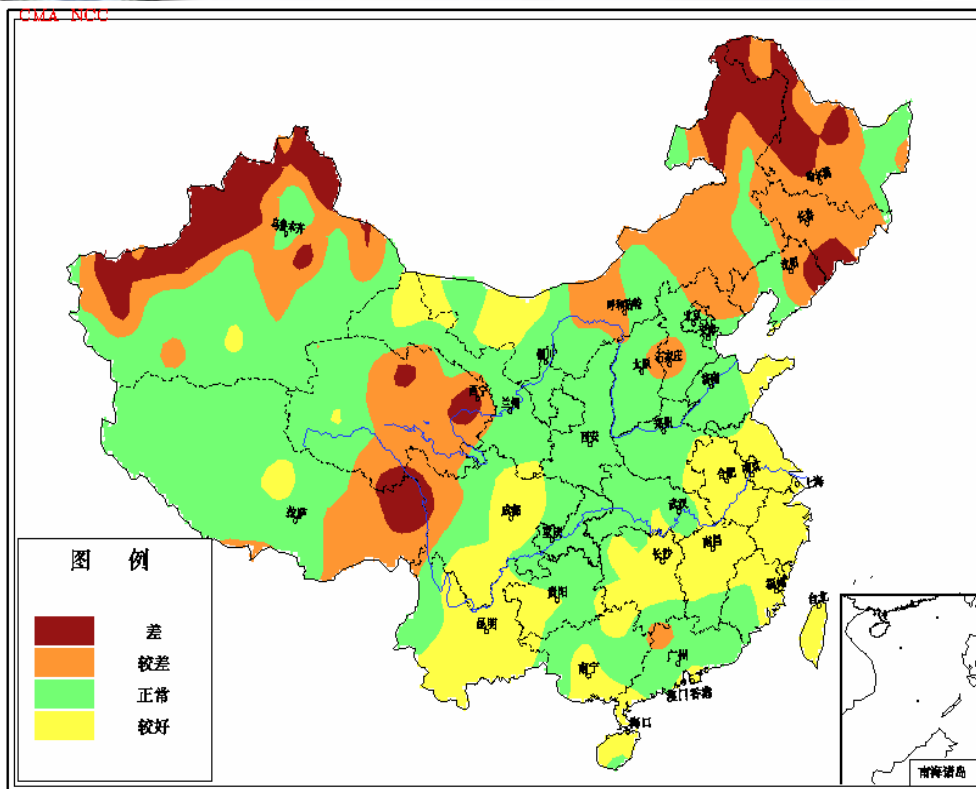 CMA NCC
哈尔滨
长春
乌鲁木齐
沈阳
呼和浩特
北京
天津
银川
太原
石家庄
西宁
济南
兰州
郑州
西安
合肥
南京
上海
成都
武汉
拉萨
重庆
南昌
长沙
贵阳
福州
台北
昆明
广州
南宁
澳门
香港
海口
图 例
差
较差
正常
较好
南海诸岛